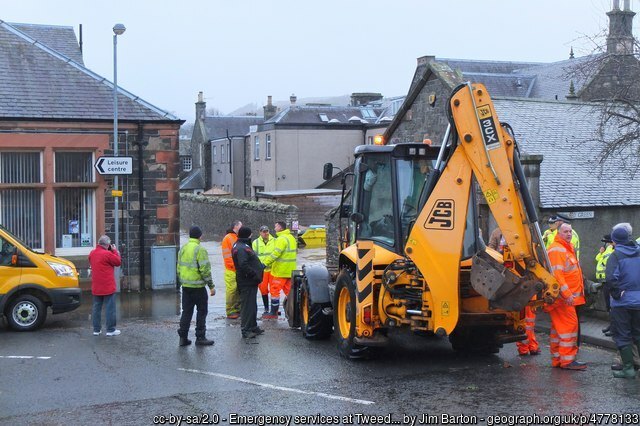 Leisure
centre
JCB
3CX
JCB
cc-by-sa/2.0 - Emergency services at Tweed... by Jim Barton - geograph.org.uk/p/4778133